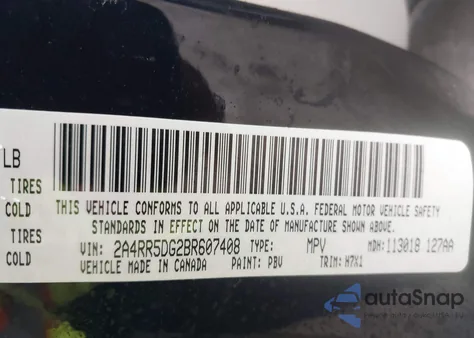 LB
TIRES
COLD
TIRES
COLD
THIS VEHICLE CONFORMS TO ALL APPLICABLE U.S.A. FEDERAL MOTOR VEHICLE SAFETY
STANDARDS IN EFFECT ON THE DATE OF MANUFACTURE SHOWN ABOVE.
VIN: 2A4RR5DG2BR607408 TYPE: MPV MDH: 113018 127AA
VEHICLE MADE IN CANADA PAINT: PBV TRIM: H7X1
autoSnap